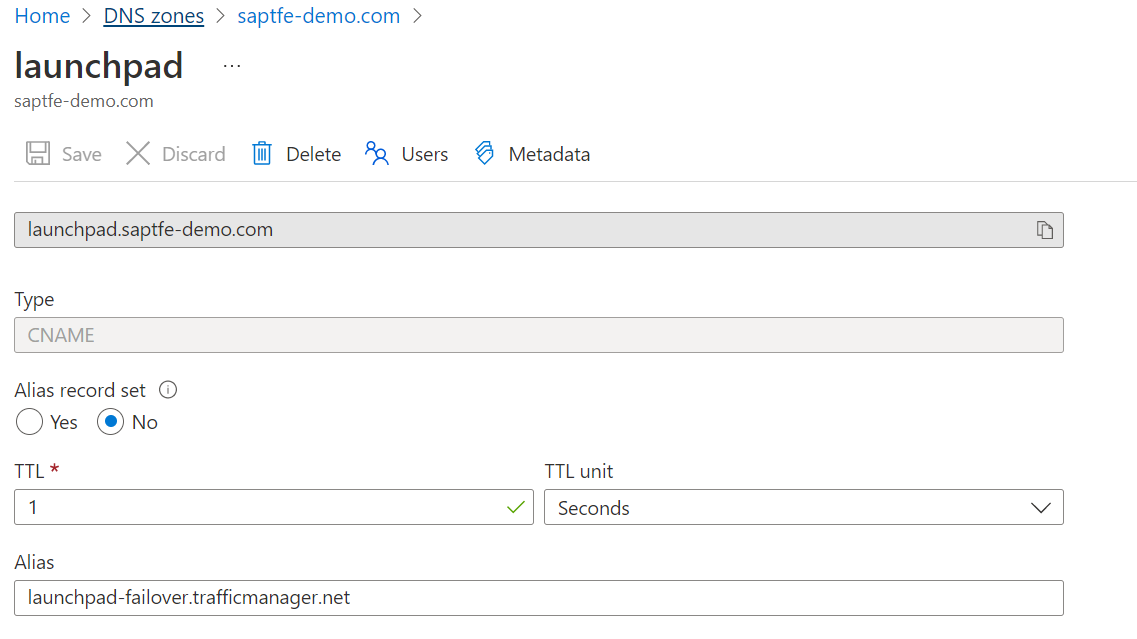 Home > DNS zones > saptfe-demo.com >
launchpad ...
saptfe-demo.com
Save Discard Delete Users Metadata
launchpad.saptfe-demo.com
Type
CNAME
Alias record set
Yes No
TTL * TTL unit
1 Seconds
Alias
launchpad-failover.trafficmanager.net